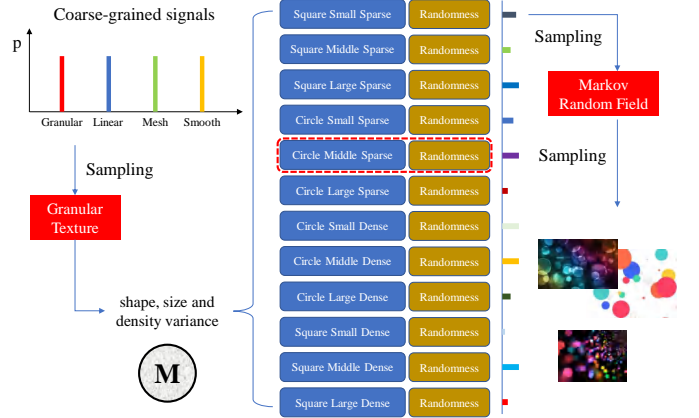 Coarse-grained signals
p
Granular
Linear
Mesh
Smooth
Sampling
Granular
Texture
shape, size and
density variance
M
Square Small Sparse
Randomness
Square Middle Sparse
Randomness
Square Large Sparse
Randomness
Circle Small Sparse
Randomness
Circle Middle Sparse
Randomness
Circle Large Sparse
Randomness
Circle Small Dense
Randomness
Circle Middle Dense
Randomness
Circle Large Dense
Randomness
Square Small Dense
Randomness
Square Middle Dense
Randomness
Square Large Dense
Randomness
Sampling
Markov
Random Field
Sampling